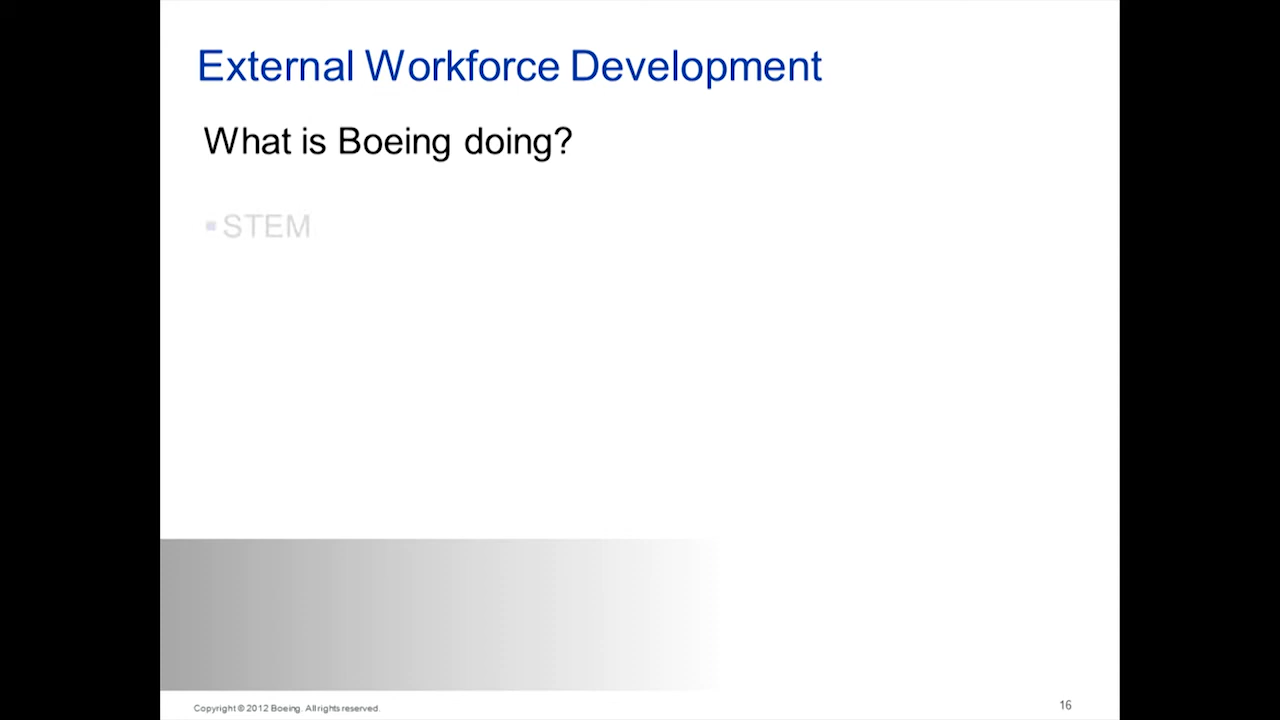 External Workforce Development
What is Boeing doing?
▪STEM
Copyright © 2012 Boeing. All rights reserved.
16